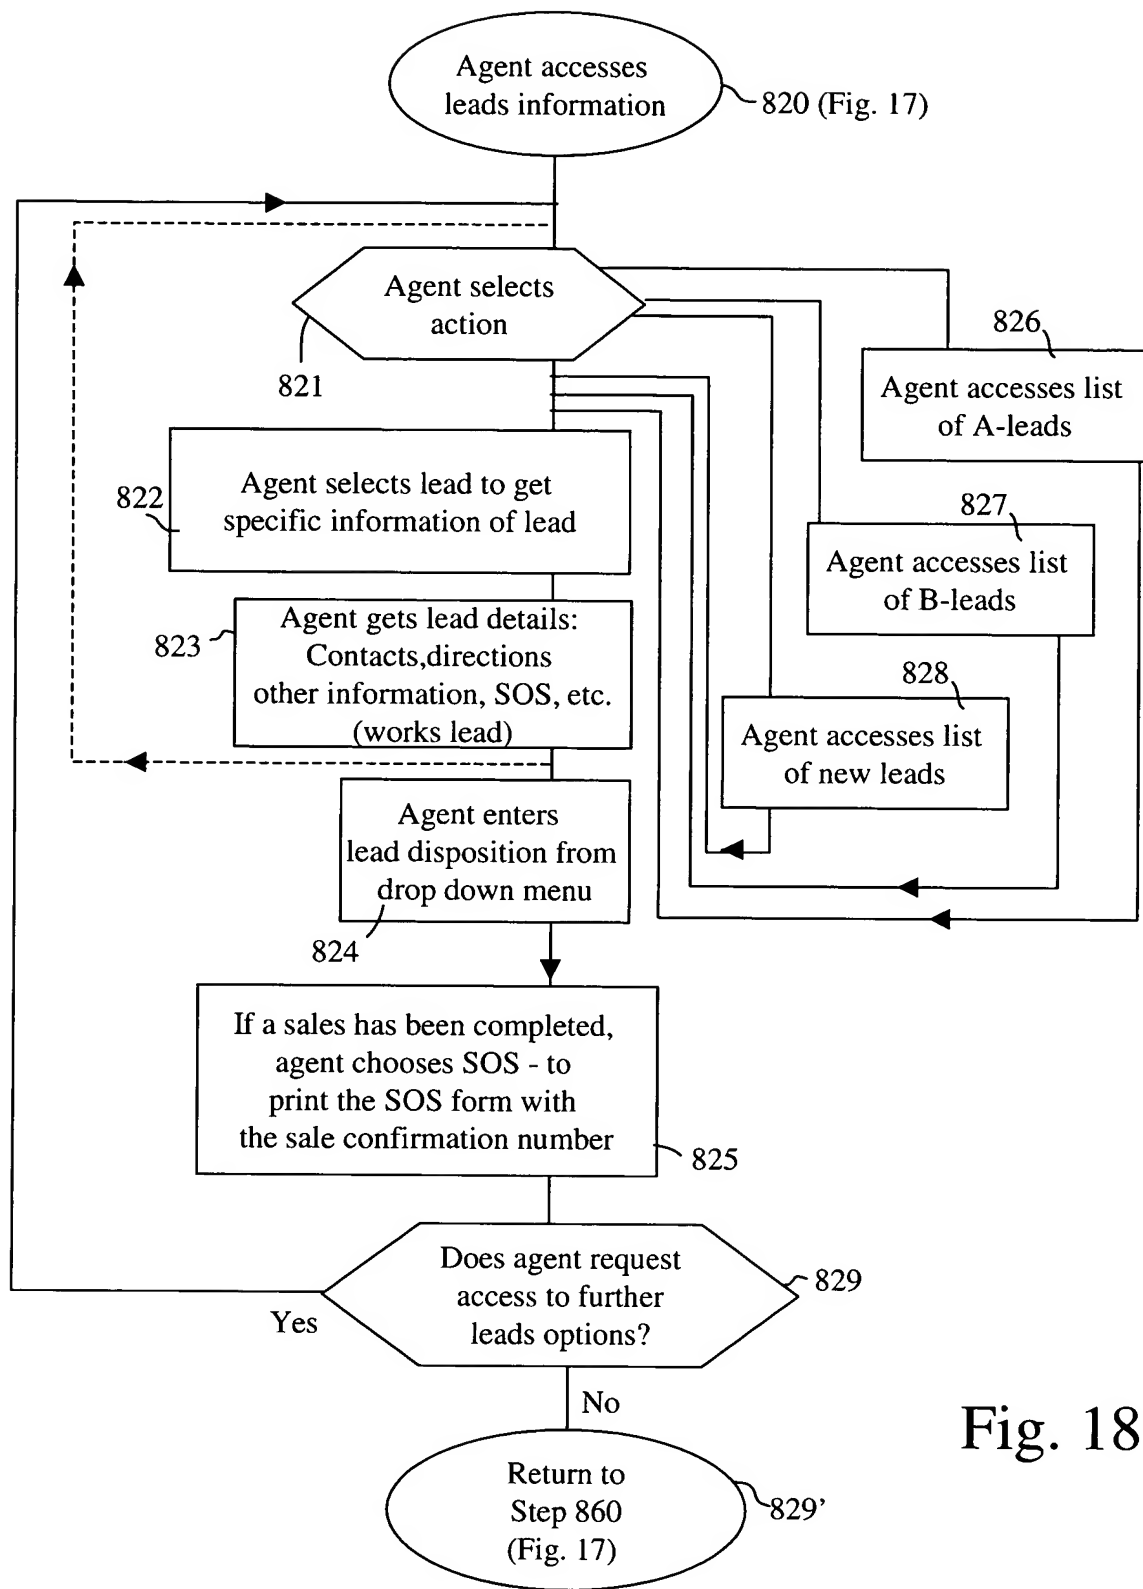 Agent accesses
leads information
820 (Fig. 17)
Agent selects
action
821
826
Agent accesses list
of A-leads
822
Agent selects lead to get
specific information of lead
827
Agent accesses list
of B-leads
823
Agent gets lead details:
Contacts,directions
other information, SOS, etc.
(works lead)
828
Agent accesses list
of new leads
Agent enters
lead disposition from
drop down menu
824
If a sales has been completed,
agent chooses SOS - to
print the SOS form with
the sale confirmation number
825
Does agent request
access to further
leads options?
829
Yes
No
Fig. 18
Return to
Step 860
(Fig. 17)
829’